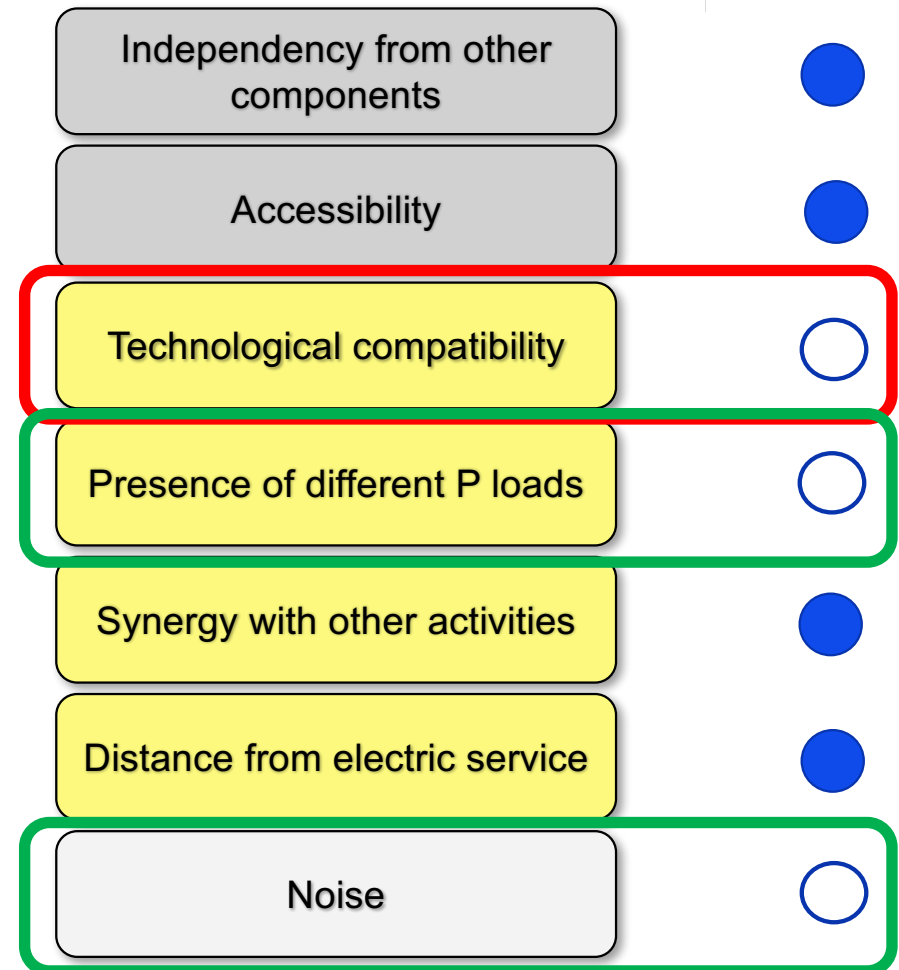 Independency from other
components
Accessibility
Technological compatibility
Presence of different P loads
Synergy with other activities
Distance from electric service
Noise